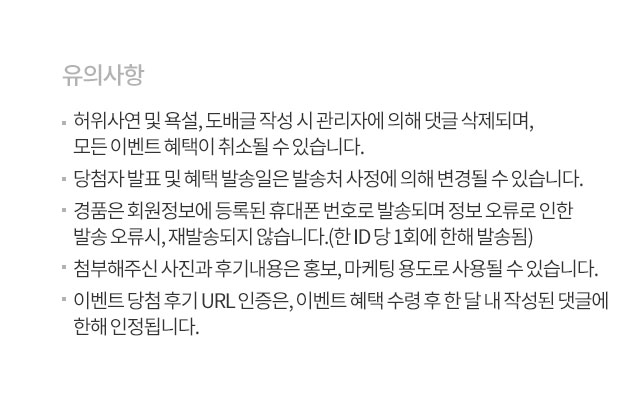 유의사항
허위사연 및 욕설, 도배글 작성 시 관리자에 의해 댓글 삭제되며,
모든 이벤트 혜택이 취소될 수 있습니다.
당첨자 발표 및 혜택 발송일은 발송처 사정에 의해 변경될 수 있습니다.
경품은 회원정보에 등록된 휴대폰 번호로 발송되며 정보 오류로 인한
발송 오류시, 재발송되지 않습니다.(한 ID 당 1회에 한해 발송됨)
첨부해주신 사진과 후기내용은 홍보, 마케팅 용도로 사용될 수 있습니다.
이벤트 당첨 후기 URL 인증은, 이벤트 혜택 수령 후 한 달 내 작성된 댓글에
한해 인정됩니다.